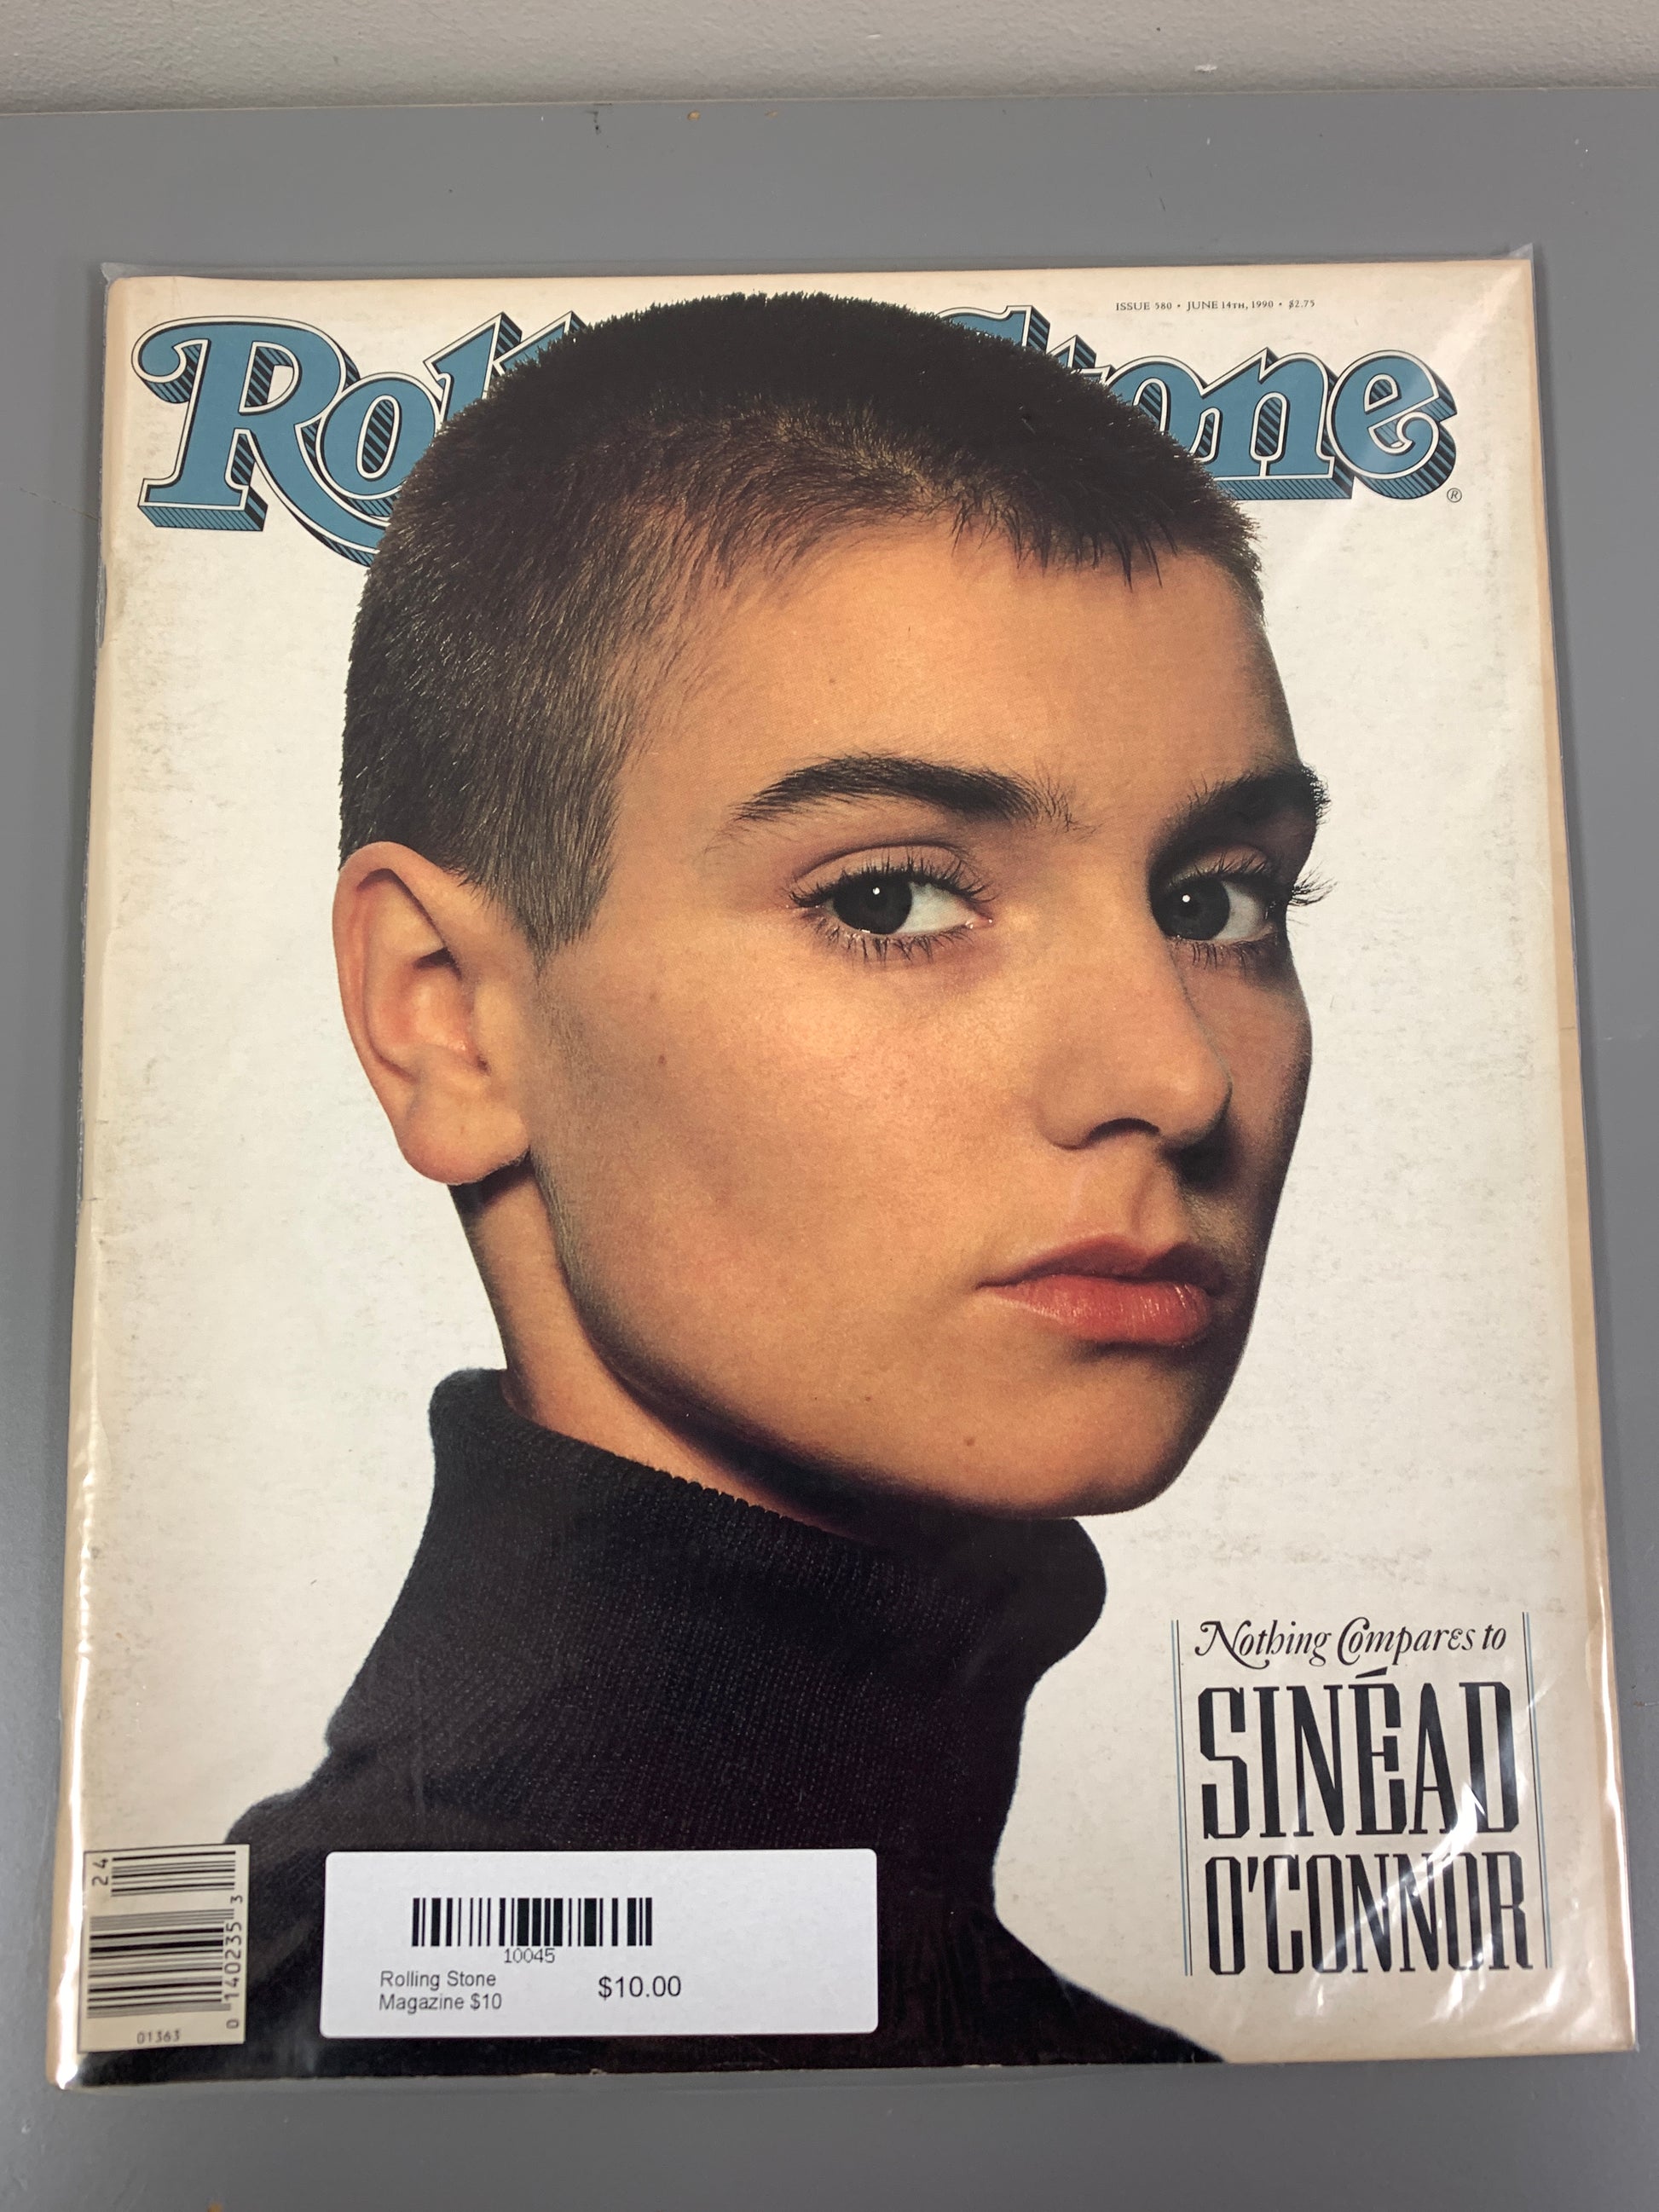 ISSUE 580 • JUNE 14TH, 1990 • $2.75
Rolling Stone
®
Nothing Compares to
SINÉAD
O'CONNOR
24
0 140235 3
01363
10045
Rolling Stone
Magazine $10
$10.00